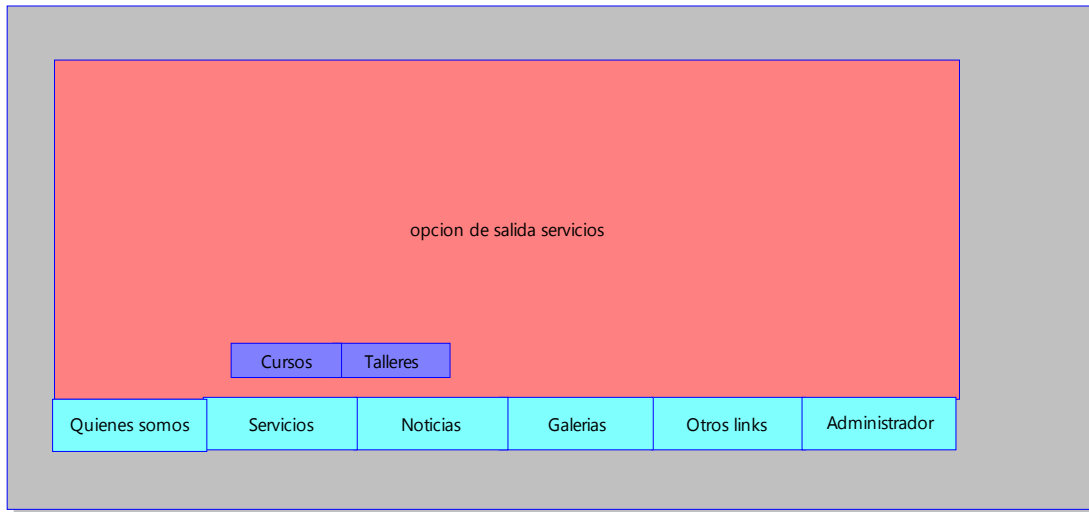 opcion de salida servicios
Cursos
Talleres
Quienes somos
Servicios
Noticias
Galerias
Otros links
Administrador